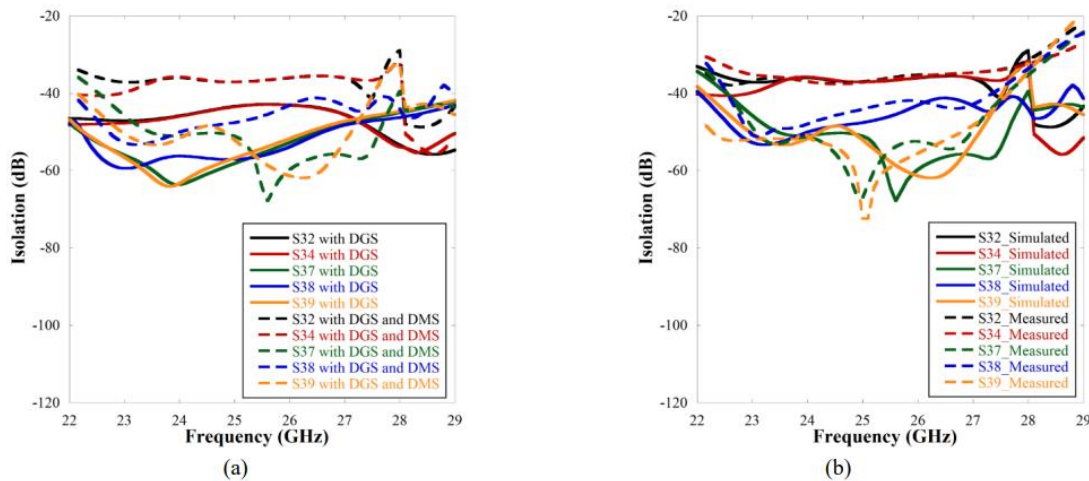 -20
-40
-60
-80
-100
-120
Isolation (dB)
S32 with DGS
S34 with DGS
S37 with DGS
S38 with DGS
S39 with DGS
S32 with DGS and DMS
S34 with DGS and DMS
S37 with DGS and DMS
S38 with DGS and DMS
S39 with DGS and DMS
22 23 24 25 26 27 28 29
Frequency (GHz)
(a)
-20
-40
-60
-80
-100
-120
Isolation (dB)
S32_Simulated
S34_Simulated
S37_Simulated
S38_Simulated
S39_Simulated
S32_Measured
S34_Measured
S37_Measured
S38_Measured
S39_Measured
22 23 24 25 26 27 28 29
Frequency (GHz)
(b)